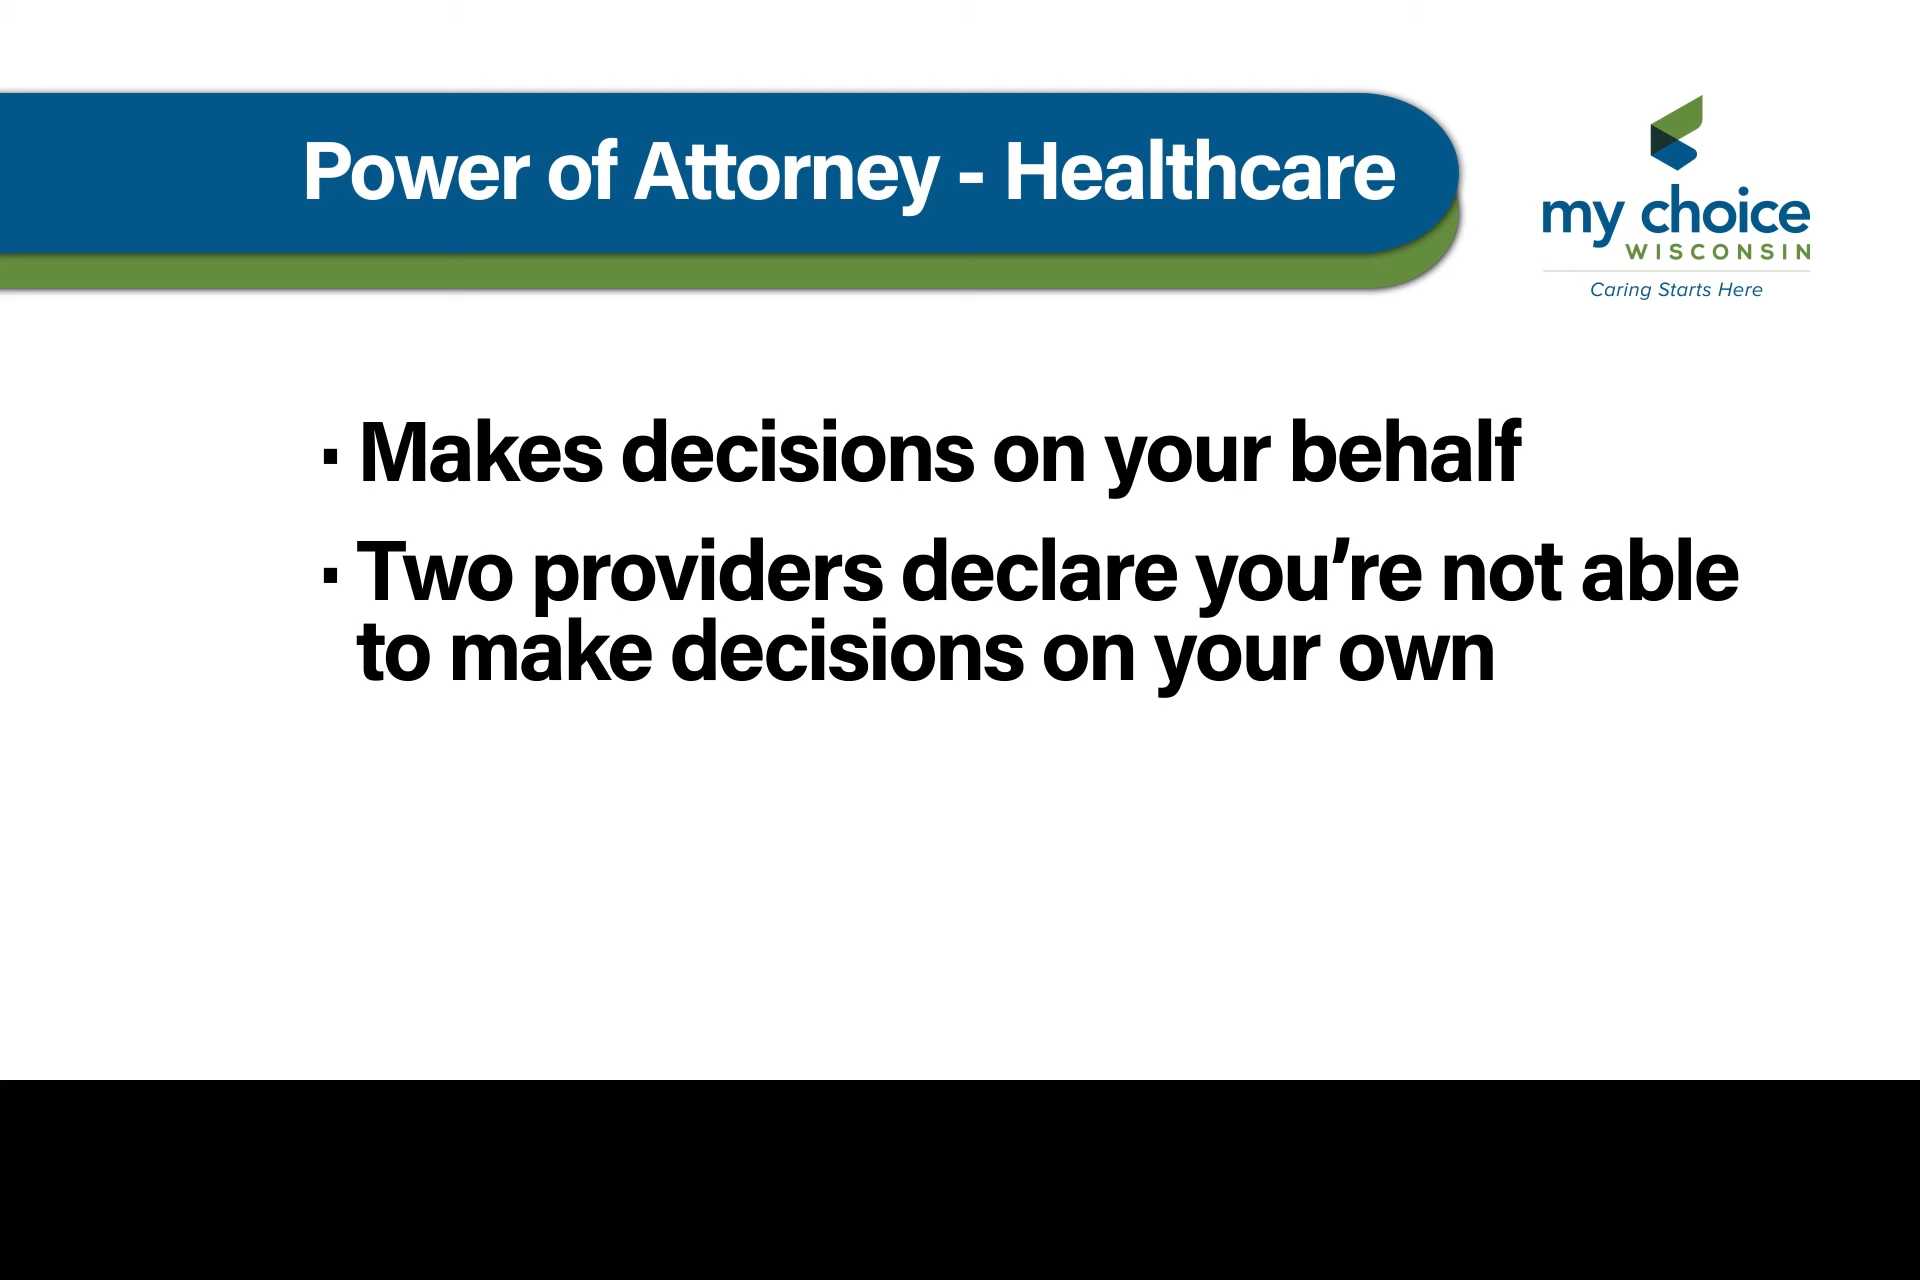 Power of Attorney - Healthcare
my choice
WISCONSIN
Caring Starts Here
· Makes decisions on your behalf
· Two providers declare you’re not able
to make decisions on your own